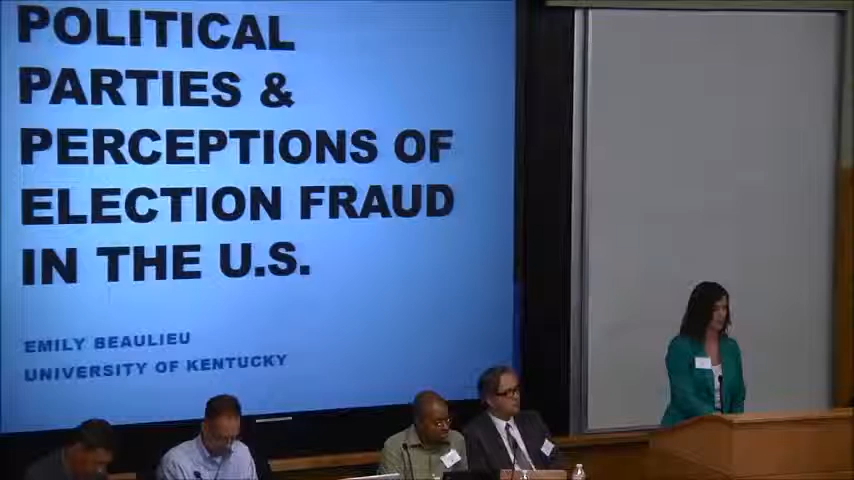 POLITICAL
PARTIES &
PERCEPTIONS OF
ELECTION FRAUD
IN THE U.S.
EMILY BEAULIEU
UNIVERSITY OF KENTUCKY